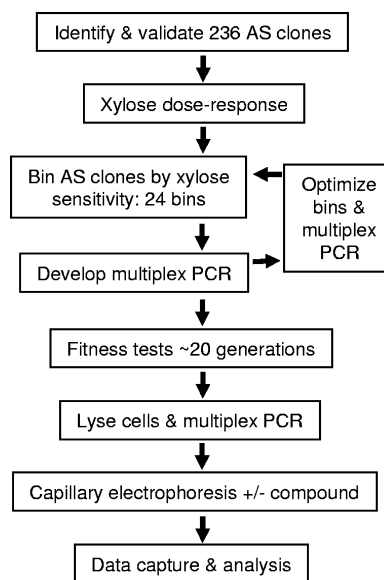 Identify & validate 236 AS clones
Xylose dose-response
Bin AS clones by xylose
sensitivity: 24 bins
Optimize
bins &
multiplex
PCR
Develop multiplex PCR
Fitness tests ~20 generations
Lyse cells & multiplex PCR
Capillary electrophoresis +/- compound
Data capture & analysis